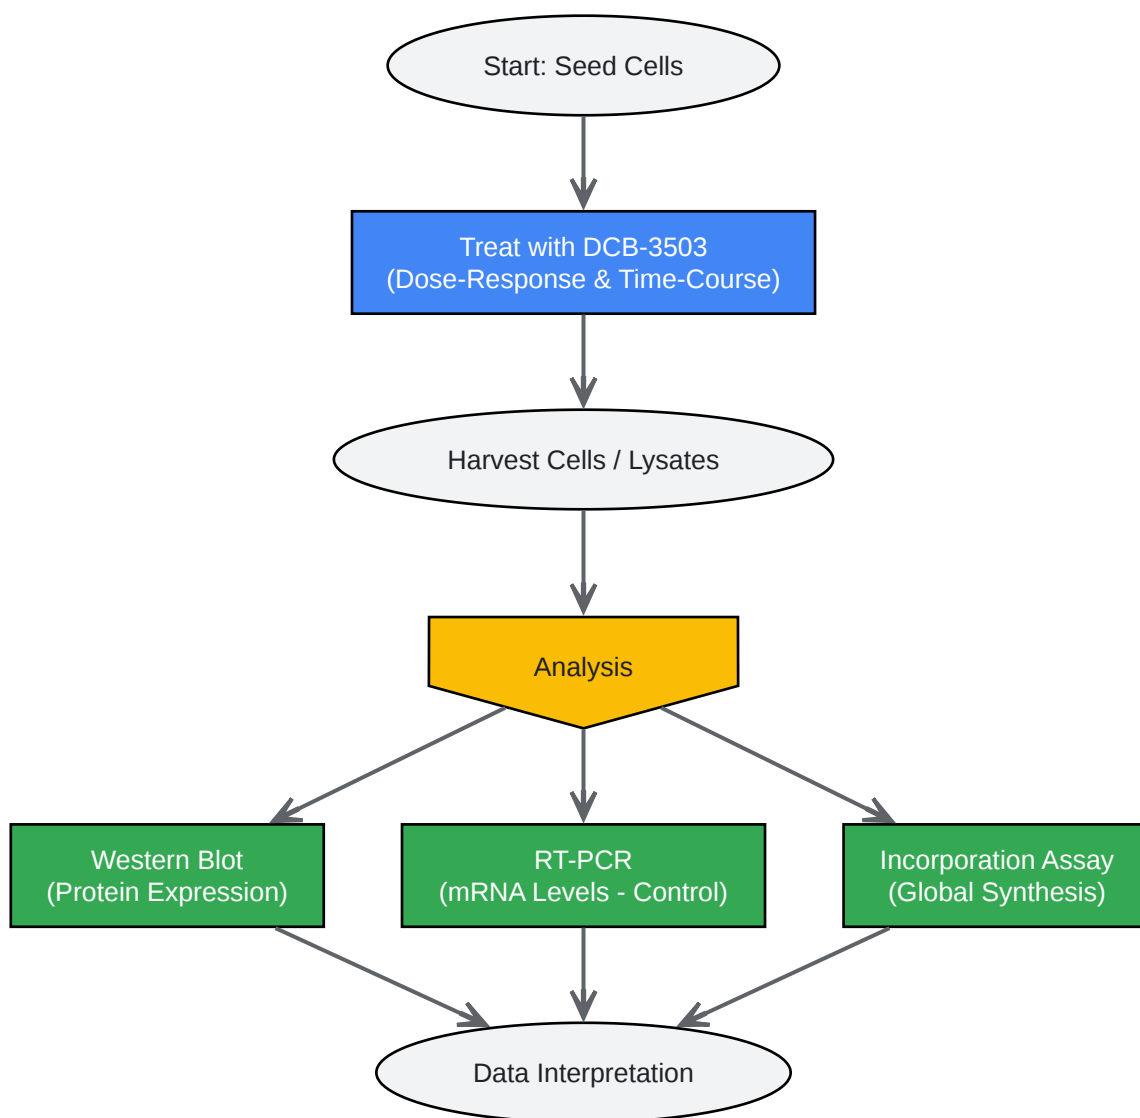 Start: Seed Cells
Treat with DCB-3503
(Dose-Response & Time-Course)
Harvest Cells / Lysates
Analysis
Western Blot
(Protein Expression)
RT-PCR
(mRNA Levels - Control)
Incorporation Assay
(Global Synthesis)
Data Interpretation